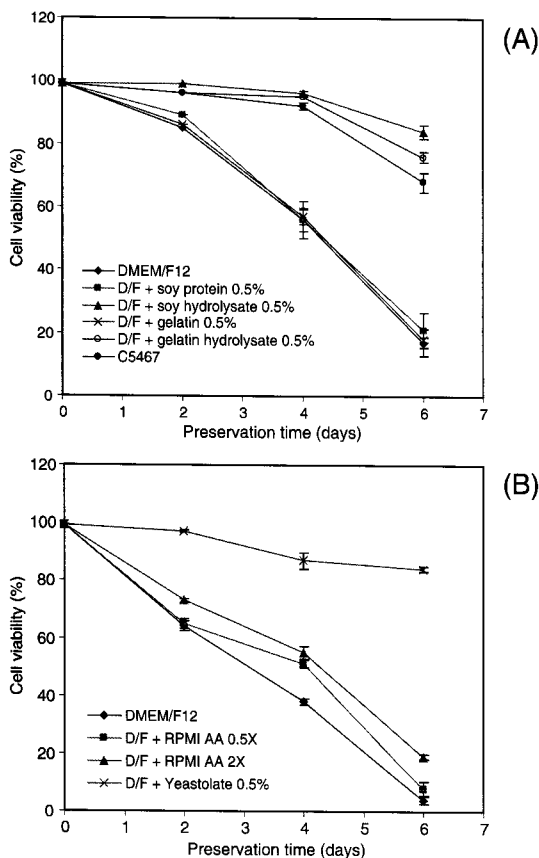 (A)
120
100
80
60
40
20
0
Cell viability (%)
DMEM/F12
D/F + soy protein 0.5%
D/F + soy hydrolysate 0.5%
D/F + gelatin 0.5%
D/F + gelatin hydrolysate 0.5%
C5467
0 1 2 3 4 5 6 7
Preservation time (days)
(B)
120
100
80
60
40
20
0
Cell viability (%)
DMEM/F12
D/F + RPMI AA 0.5X
D/F + RPMI AA 2X
D/F + Yeastolate 0.5%
0 1 2 3 4 5 6 7
Preservation time (days)